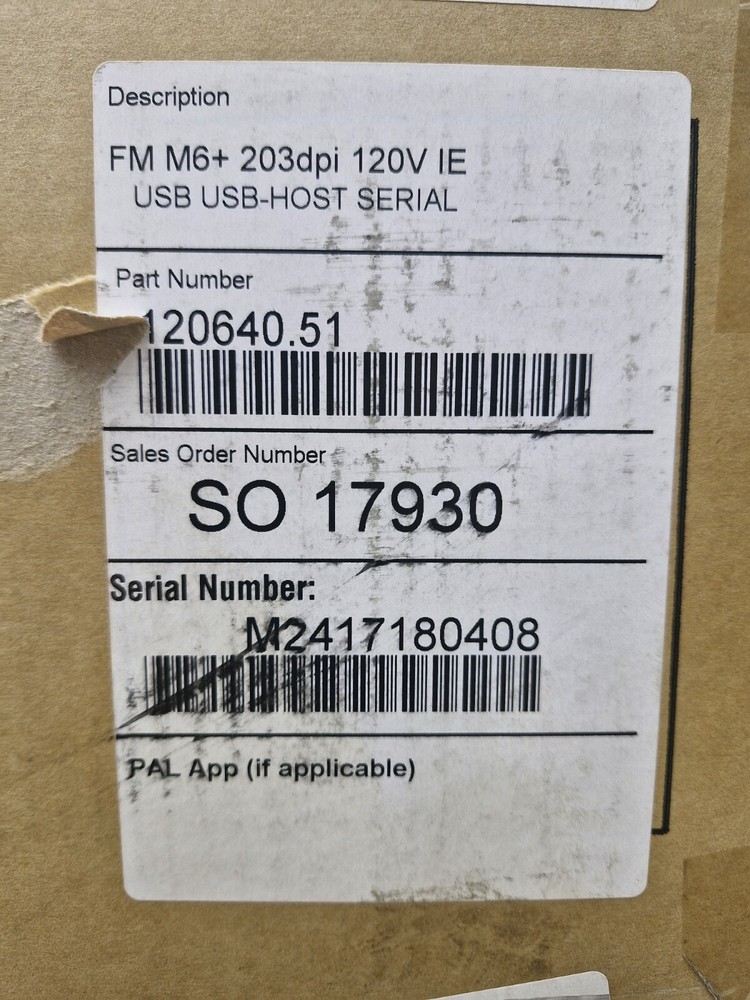 Description
FM M6+ 203dpi 120V IE
USB USB-HOST SERIAL
Part Number
120640.51
Sales Order Number
SO 17930
Serial Number:
M2417180408
PAL App (if applicable)